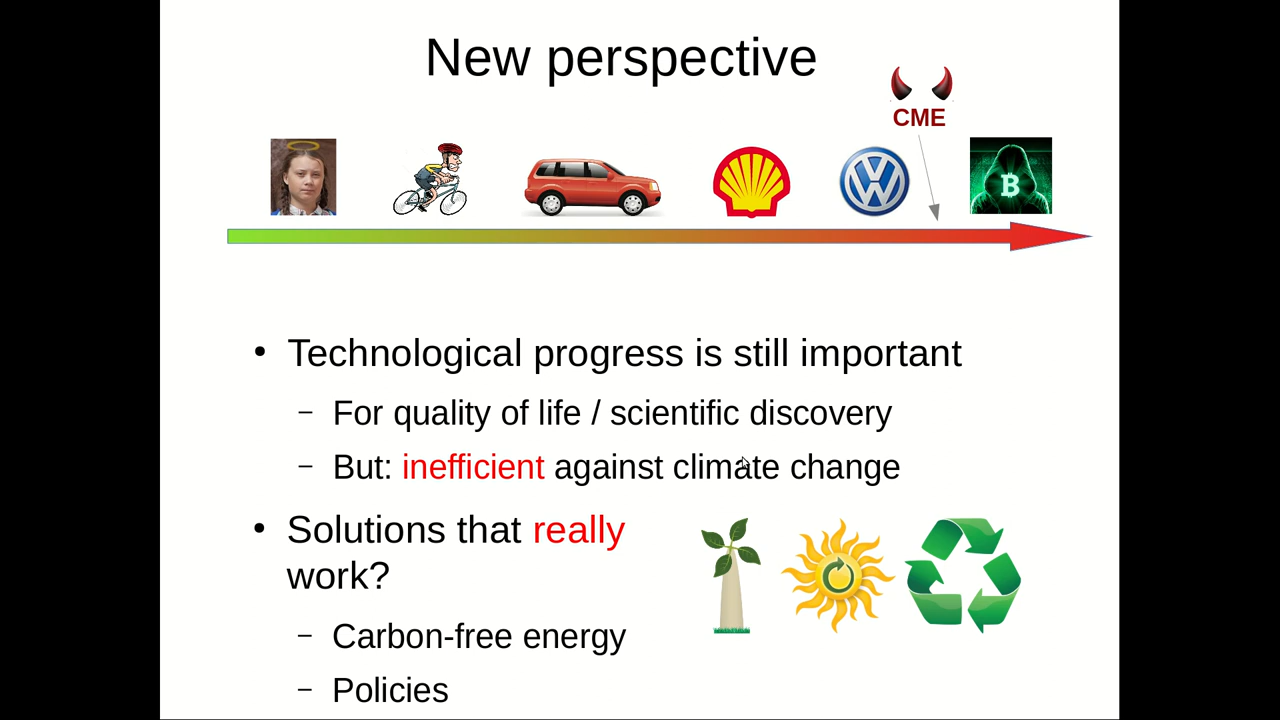 New perspective
CME
• Technological progress is still important
– For quality of life / scientific discovery
– But: inefficient against climate change
• Solutions that really
work?
– Carbon-free energy
– Policies